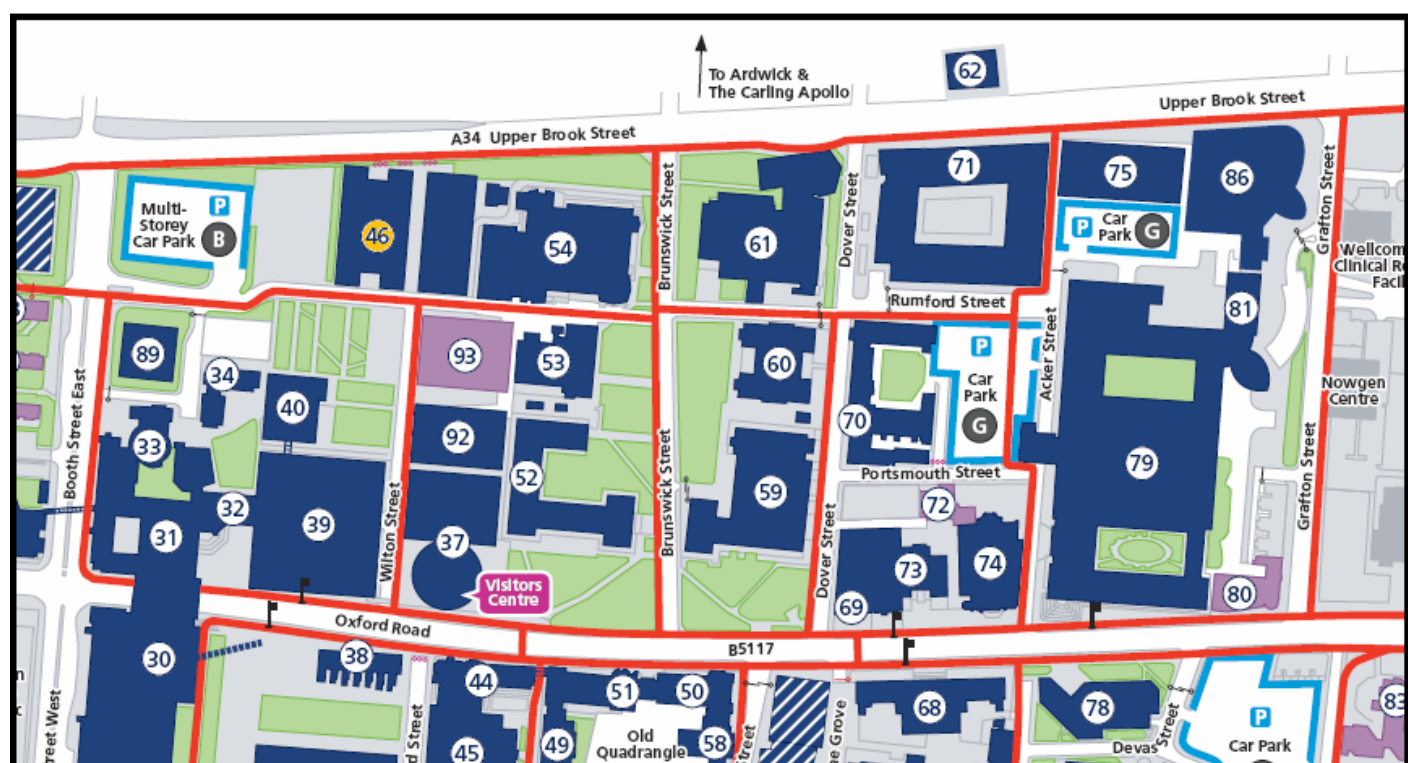 62
To Ardwick &
The Carling Apollo
Upper Brook Street
A34 Upper Brook Street
71
75
86
Multi-
Storey
Car Park
P
B
46
54
Brunswick Street
61
Dover Street
P
Car
Park
G
Grafton Street
Rumford Street
81
89
34
40
93
53
60
P
Car
Park
G
Acker Street
Nowgen
Centre
Booth Street East
33
92
70
79
Portsmouth Street
52
59
72
32
31
39
Wilton Street
37
Brunswick Street
Dover Street
73
74
Grafton Street
Visitors
Centre
69
80
Oxford Road
B5117
30
38
44
51
50
68
78
P
83
Car Park
49
Old
Quadrangle
58
45
Street
Street West
Devas Street